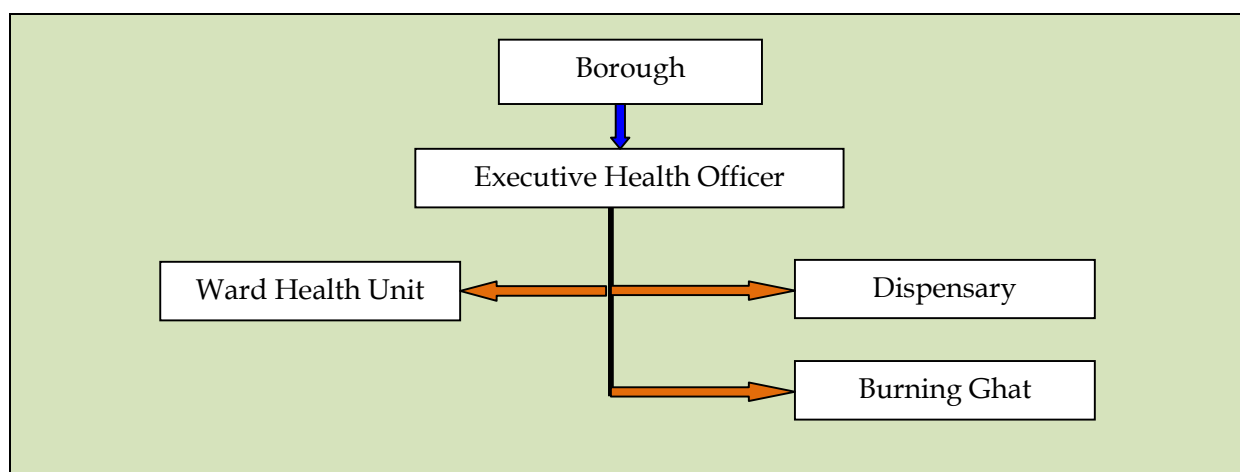 Borough
Executive Health Officer
Ward Health Unit
Dispensary
Burning Ghat